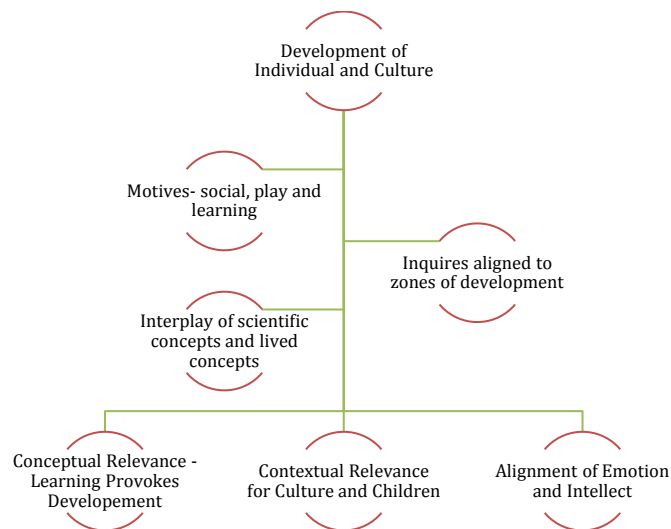 Development of
Individual and Culture
Motives- social, play and
learning
Inquires aligned to
zones of development
Interplay of scientific
concepts and lived
concepts
Conceptual Relevance -
Learning Provokes
Developement
Contextual Relevance
for Culture and Children
Alignment of Emotion
and Intellect